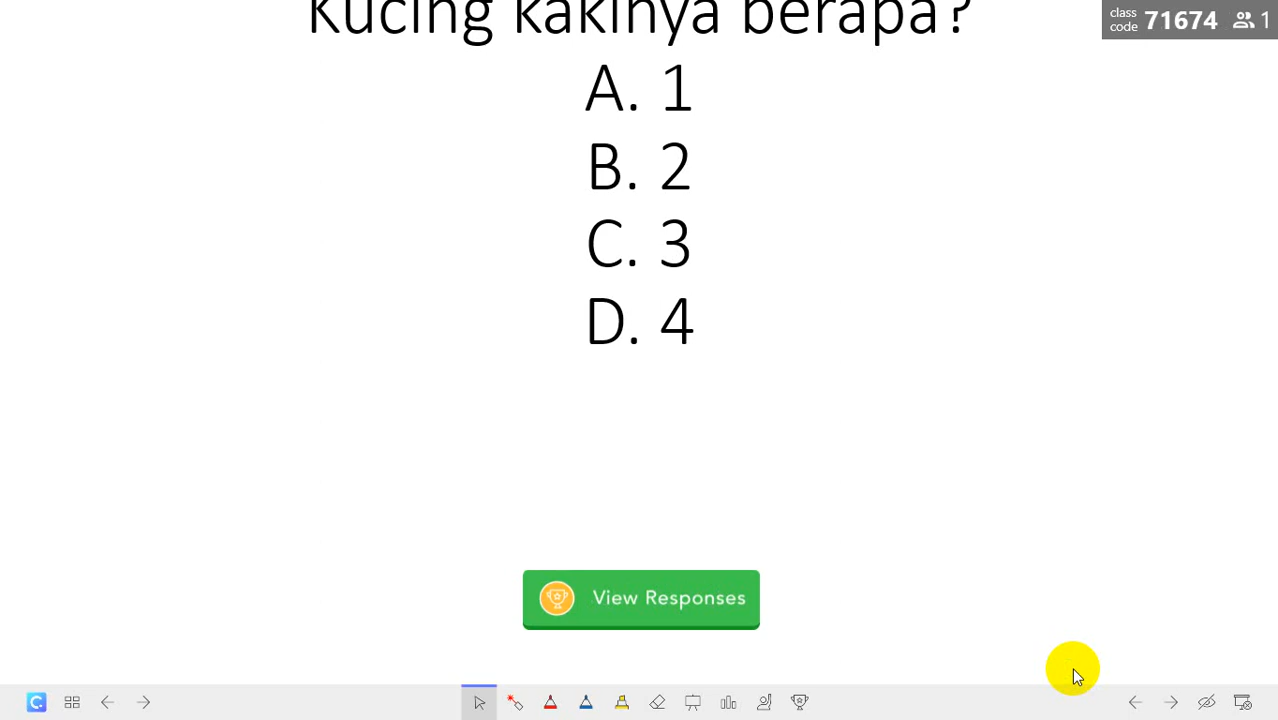 Kucing kakinya berapa?
A. 1
B. 2
C. 3
D. 4
View Responses
class
code
71674
1